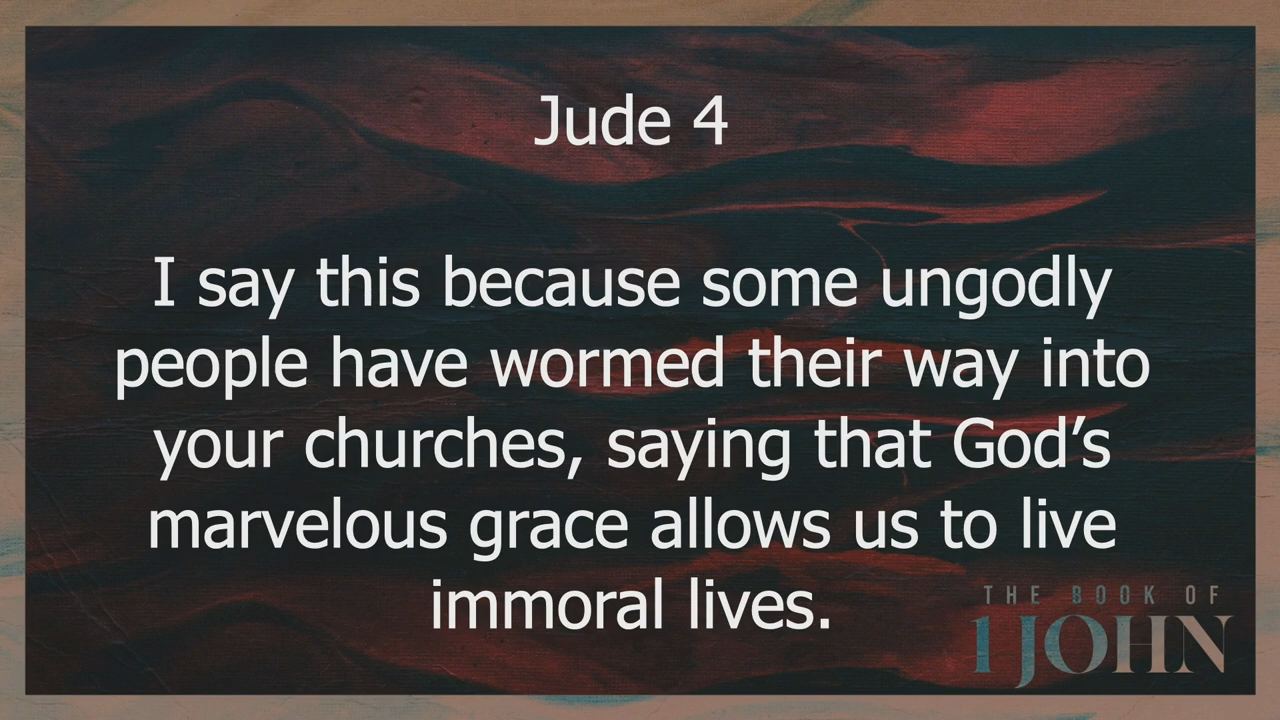 Jude 4
I say this because some ungodly
people have wormed their way into
your churches, saying that God’s
marvelous grace allows us to live
immoral lives.
THE BOOK OF
1 JOHN